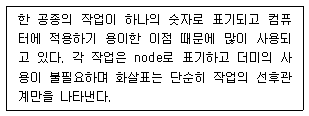 한 공종의 작업이 하나의 숫자로 표기되고 컴퓨
터에 적용하기 용이한 이점 때문에 많이 사용되
고 있다. 각 작업은 node로 표기하고 더미의 사
용이 불필요하며 화살표는 단순히 작업의 선후관
계만을 나타낸다.